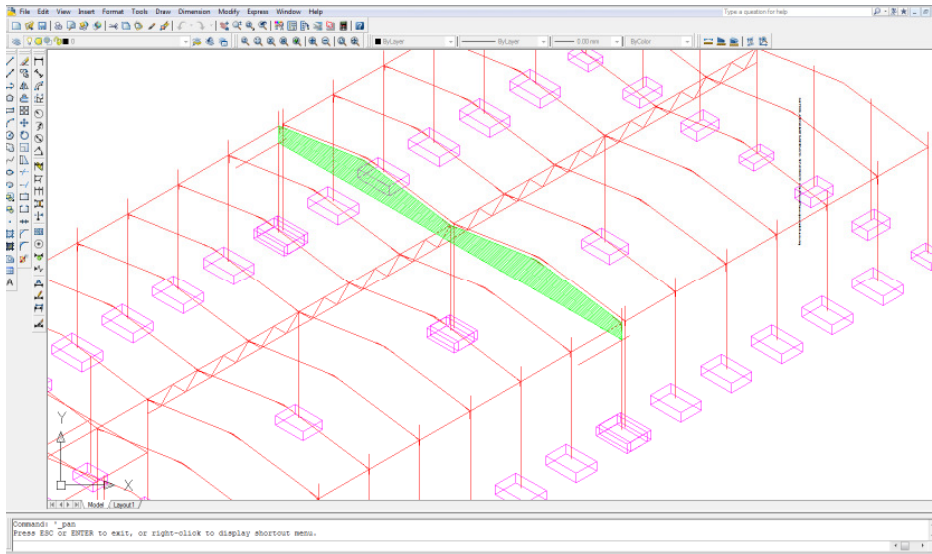 File Edit View Insert Format Tools Draw Dimension Modify Express Window Help
Type a question for help
0
ByLayer
ByLayer
0.00 mm
ByColor
A
Y
X
Model / Layout1 /
Command: '_pan
Press ESC or ENTER to exit, or right-click to display shortcut menu.